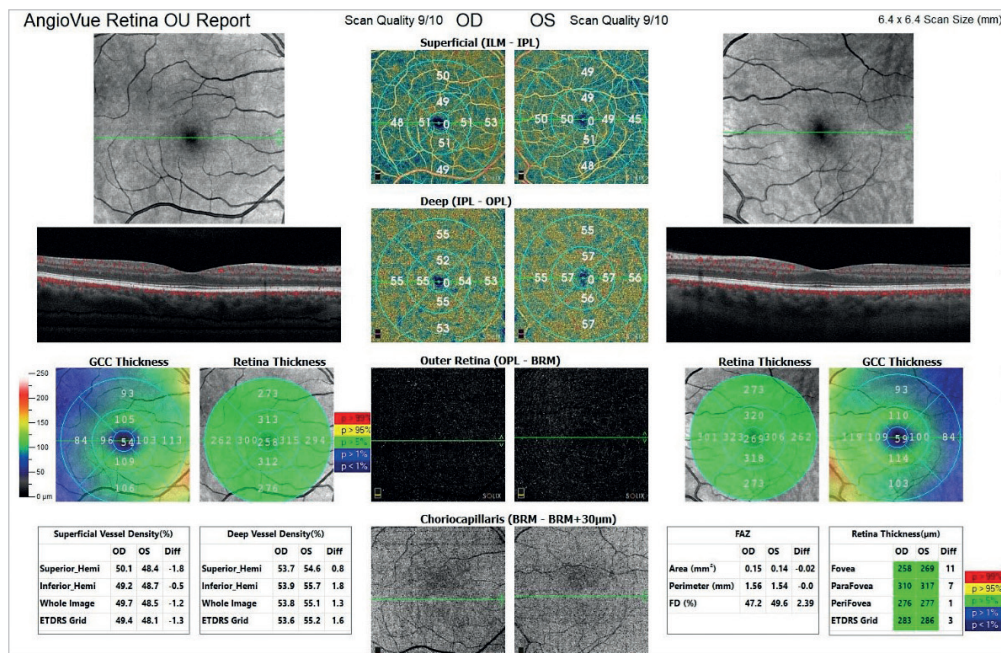 AngioVue Retina OU Report
Scan Quality 9/10 OD
OS Scan Quality 9/10
6.4 x 6.4 Scan Size (mm)
Superficial (ILM - IPL)
50
49
48 51 0 51 53
49
SOLIX
49
49
50 50 0 49 45
51
48
SOLIX
Deep (IPL - OPL)
55
52
55 55 0 54 53
55
53
SOLIX
55
57
55 57 0 57 56
56
57
SOLIX
GCC Thickness
250
200
150
100
50
0 µm
93
105
84 96 54 103 113
109
106
Retina Thickness
273
313
262 300 258 315 294
312
276
p > 99%
p > 95%
p > 5%
p > 1%
p < 1%
Outer Retina (OPL - BRM)
SOLIX
SOLIX
Retina Thickness
273
320
301 323 269 306 262
318
273
GCC Thickness
93
110
119 109 59 100 84
114
103
Choriocapillaris (BRM - BRM+30µm)
Superficial Vessel Density(%)
OD OS Diff
Superior_Hemi 50.1 48.4 -1.8
Inferior_Hemi 49.2 48.7 -0.5
Whole Image 49.7 48.5 -1.2
ETDRS Grid 49.4 48.1 -1.3
Deep Vessel Density(%)
OD OS Diff
Superior_Hemi 53.7 54.6 0.8
Inferior_Hemi 53.9 55.7 1.8
Whole Image 53.8 55.1 1.3
ETDRS Grid 53.6 55.2 1.6
FAZ
OD OS Diff
Area (mm²) 0.15 0.14 -0.02
Perimeter (mm) 1.56 1.54 -0.0
FD (%) 47.2 49.6 2.39
Retina Thickness(µm)
OD OS Diff
Fovea 258 269 11
ParaFovea 310 317 7
PeriFovea 276 277 1
ETDRS Grid 283 286 3
p > 99%
p > 95%
p > 5%
p > 1%
p < 1%